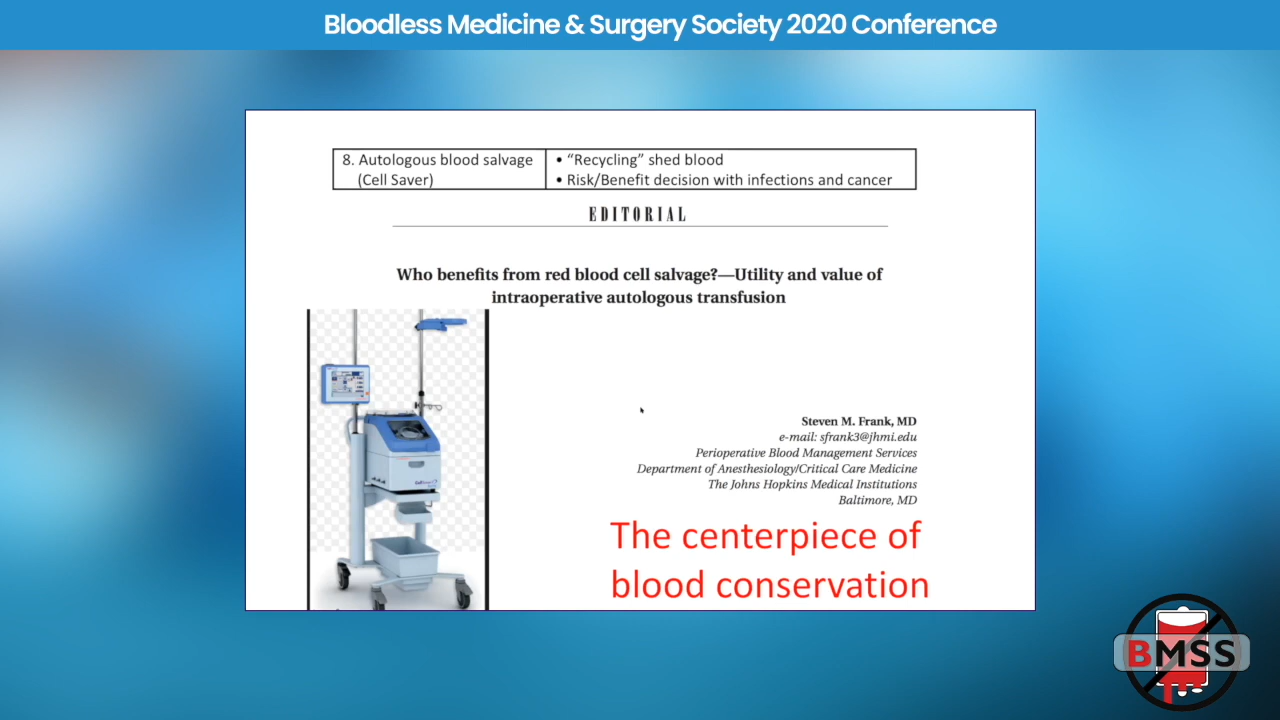 Bloodless Medicine & Surgery Society 2020 Conference
8. Autologous blood salvage
(Cell Saver)
• “Recycling” shed blood
• Risk/Benefit decision with infections and cancer
EDITORIAL
Who benefits from red blood cell salvage?—Utility and value of
intraoperative autologous transfusion
Steven M. Frank, MD
e-mail: sfrank3@jhmi.edu
Perioperative Blood Management Services
Department of Anesthesiology/Critical Care Medicine
The Johns Hopkins Medical Institutions
Baltimore, MD
The centerpiece of
blood conservation
BMSS